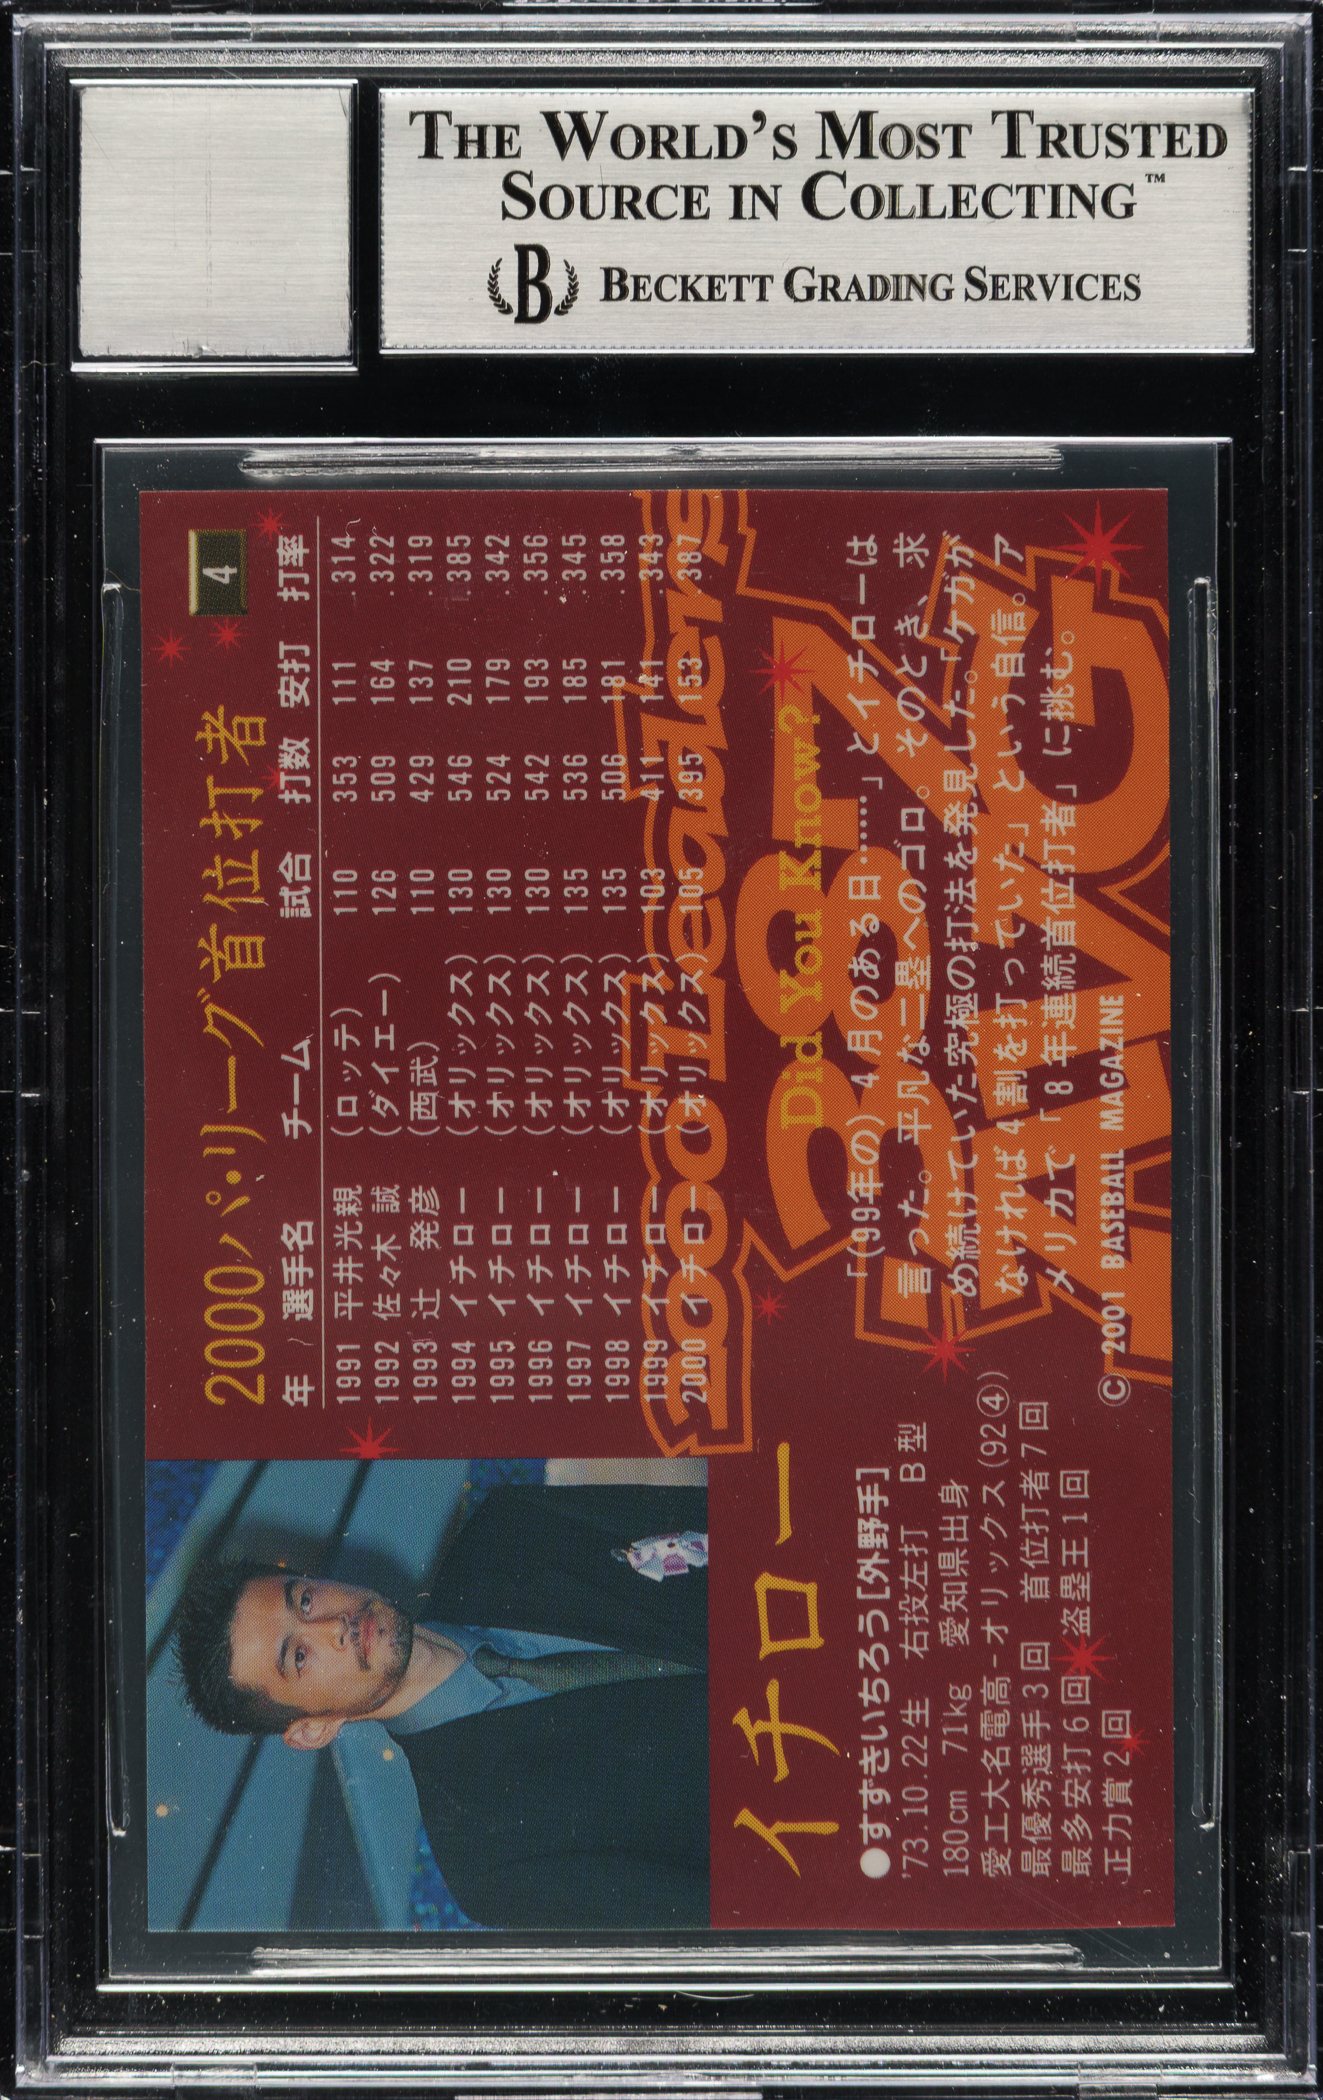 THE WORLD'S MOST TRUSTED
SOURCE IN COLLECTING™
B BECKETT GRADING SERVICES
4
2000パ・リーグ首位打者
年 選手名 チーム 試合 打数 安打 打率
1991 平井光親 (ロッテ) 110 353 111 .314
1992 佐々木 誠 (ダイエー) 126 509 164 .322
1993 辻 発彦 (西武) 110 429 137 .319
1994 イチロー (オリックス) 130 546 210 .385
1995 イチロー (オリックス) 130 524 179 .342
1996 イチロー (オリックス) 130 542 193 .356
1997 イチロー (オリックス) 135 536 185 .345
1998 イチロー (オリックス) 135 506 181 .358
1999 イチロー (オリックス) 103 411 141 .343
2000 イチロー (オリックス) 105 395 153 .387
2000 Leaders
Did You Know?
「(99年の) 4月のある日……」とイチローは
言った。平凡な二塁へのゴロ。そのとき、求
め続けていた究極の打法を発見した。「ケガが
なければ4割を打っていた」という自信。ア
メリカで「8年連続首位打者」に挑む。
© 2001 BASEBALL MAGAZINE
イチロー
●すずきいちろう[外野手]
'73.10.22生 右投左打 B型
180cm 71kg 愛知県出身
愛工大名電高-オリックス(92④)
最優秀選手3回 首位打者7回
最多安打6回 盗塁王1回
正力賞2回